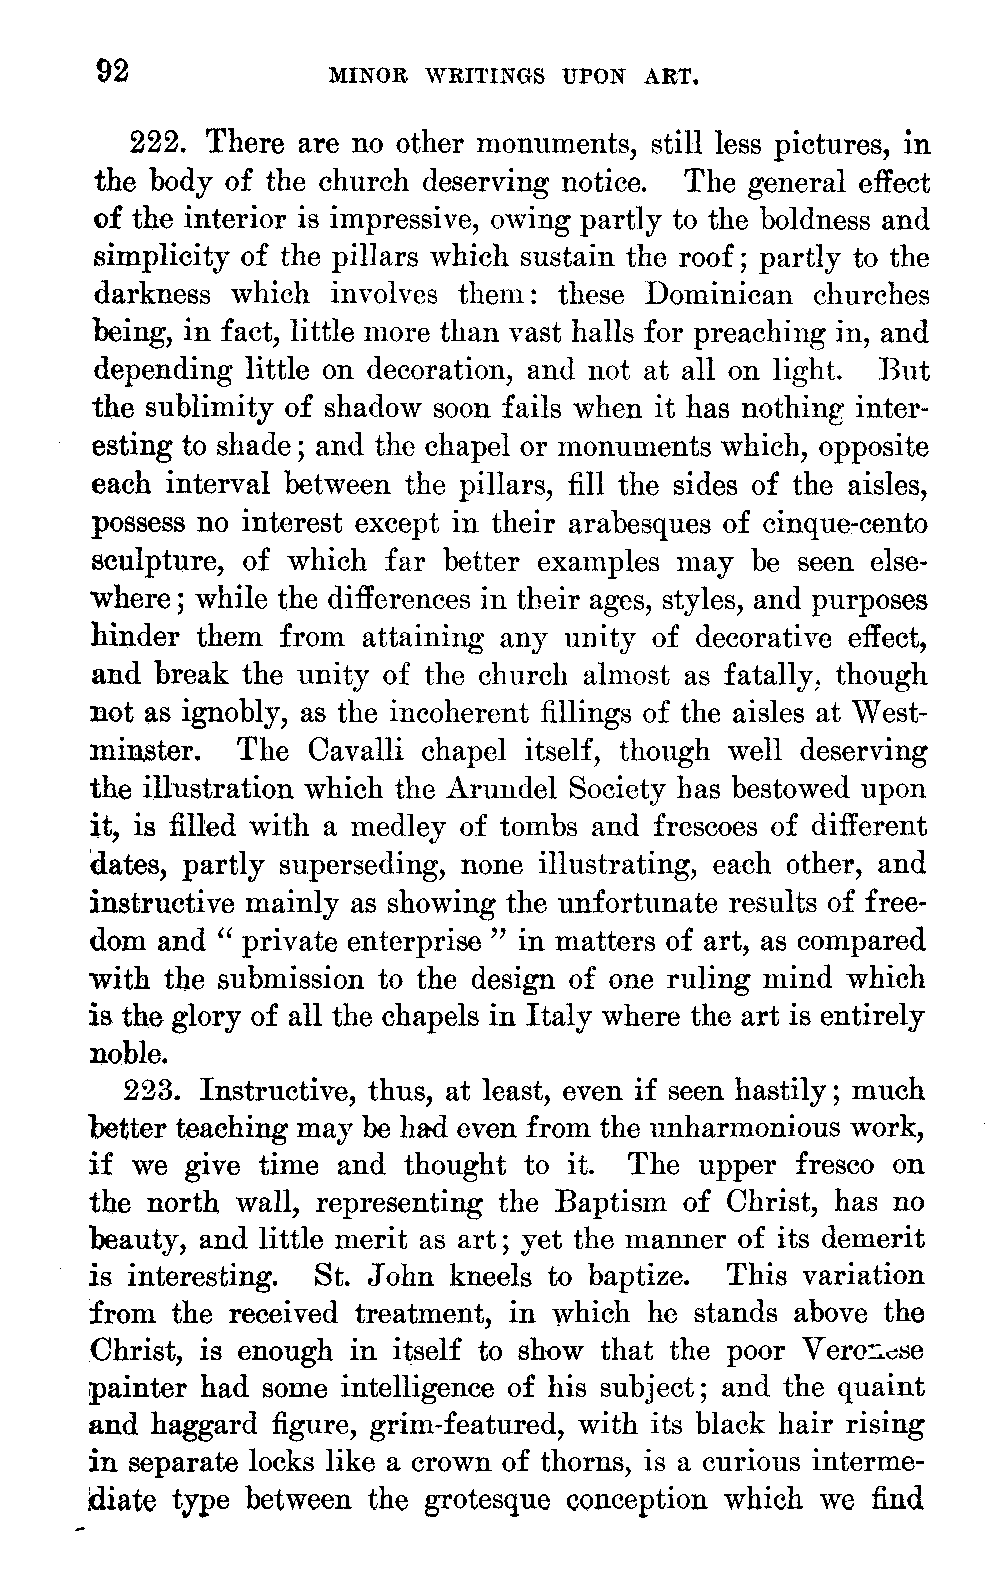 92
MINOR WRITINGS UPON ART.
222. There are no other monuments, still less pictures, in
the body of the church deserving notice. The general effect
of the interior is impressive, owing partly to the boldness and
simplicity of the pillars which sustain the roof; partly to the
darkness which involves them: these Dominican churches
being, in fact, little more than vast halls for preaching in, and
depending little on decoration, and not at all on light. But
the sublimity of shadow soon fails when it has nothing inter-
esting to shade; and the chapel or monuments which, opposite
each interval between the pillars, fill the sides of the aisles,
possess no interest except in their arabesques of cinque-cento
sculpture, of which far better examples may be seen else-
where; while the differences in their ages, styles, and purposes
hinder them from attaining any unity of decorative effect,
and break the unity of the church almost as fatally, though
not as ignobly, as the incoherent fillings of the aisles at West-
minster. The Cavalli chapel itself, though well deserving
the illustration which the Arundel Society has bestowed upon
it, is filled with a medley of tombs and frescoes of different
dates, partly superseding, none illustrating, each other, and
instructive mainly as showing the unfortunate results of free-
dom and “ private enterprise ” in matters of art, as compared
with the submission to the design of one ruling mind which
is the glory of all the chapels in Italy where the art is entirely
noble.
223. Instructive, thus, at least, even if seen hastily; much
better teaching may be had even from the unharmonious work,
if we give time and thought to it. The upper fresco on
the north wall, representing the Baptism of Christ, has no
beauty, and little merit as art; yet the manner of its demerit
is interesting. St. John kneels to baptize. This variation
from the received treatment, in which he stands above the
Christ, is enough in itself to show that the poor Veronese
painter had some intelligence of his subject; and the quaint
and haggard figure, grim-featured, with its black hair rising
in separate locks like a crown of thorns, is a curious interme-
diate type between the grotesque conception which we find